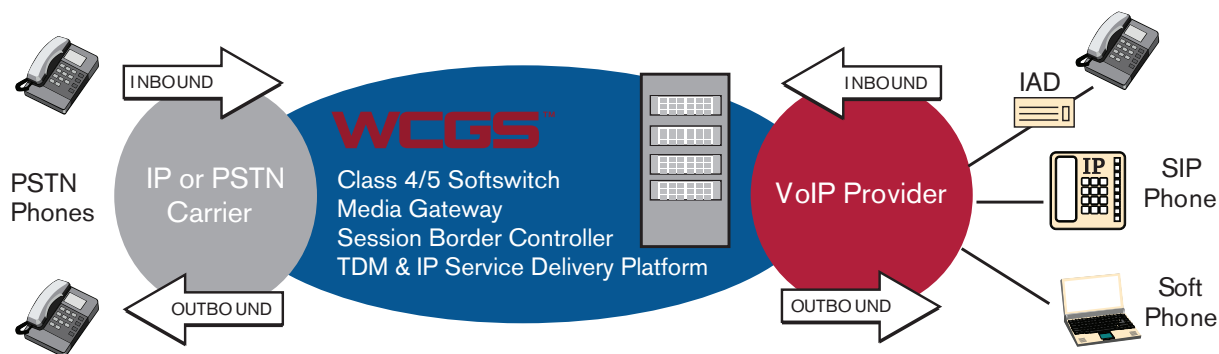 INBOUND
INBOUND
IAD
WCGS™
IP
PSTN
Phones
IP or PSTN
Carrier
Class 4/5 Softswitch
Media Gateway
Session Border Controller
TDM & IP Service Delivery Platform
VoIP Provider
SIP
Phone
OUTBOUND
OUTBOUND
Soft
Phone